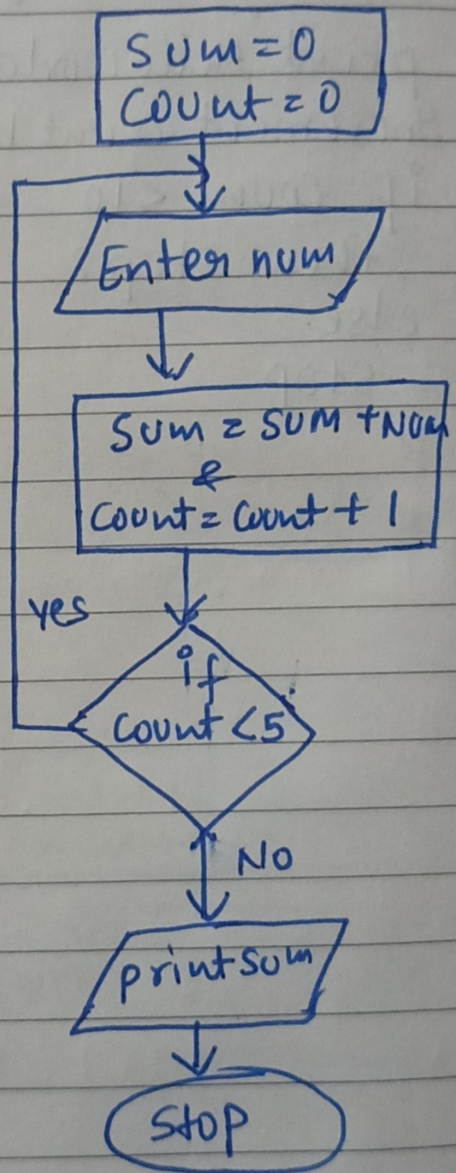 Sum = 0
Count = 0
Enter num
Sum = Sum + Num
&
Count = Count + 1
yes
if
Count < 5
No
print sum
Stop